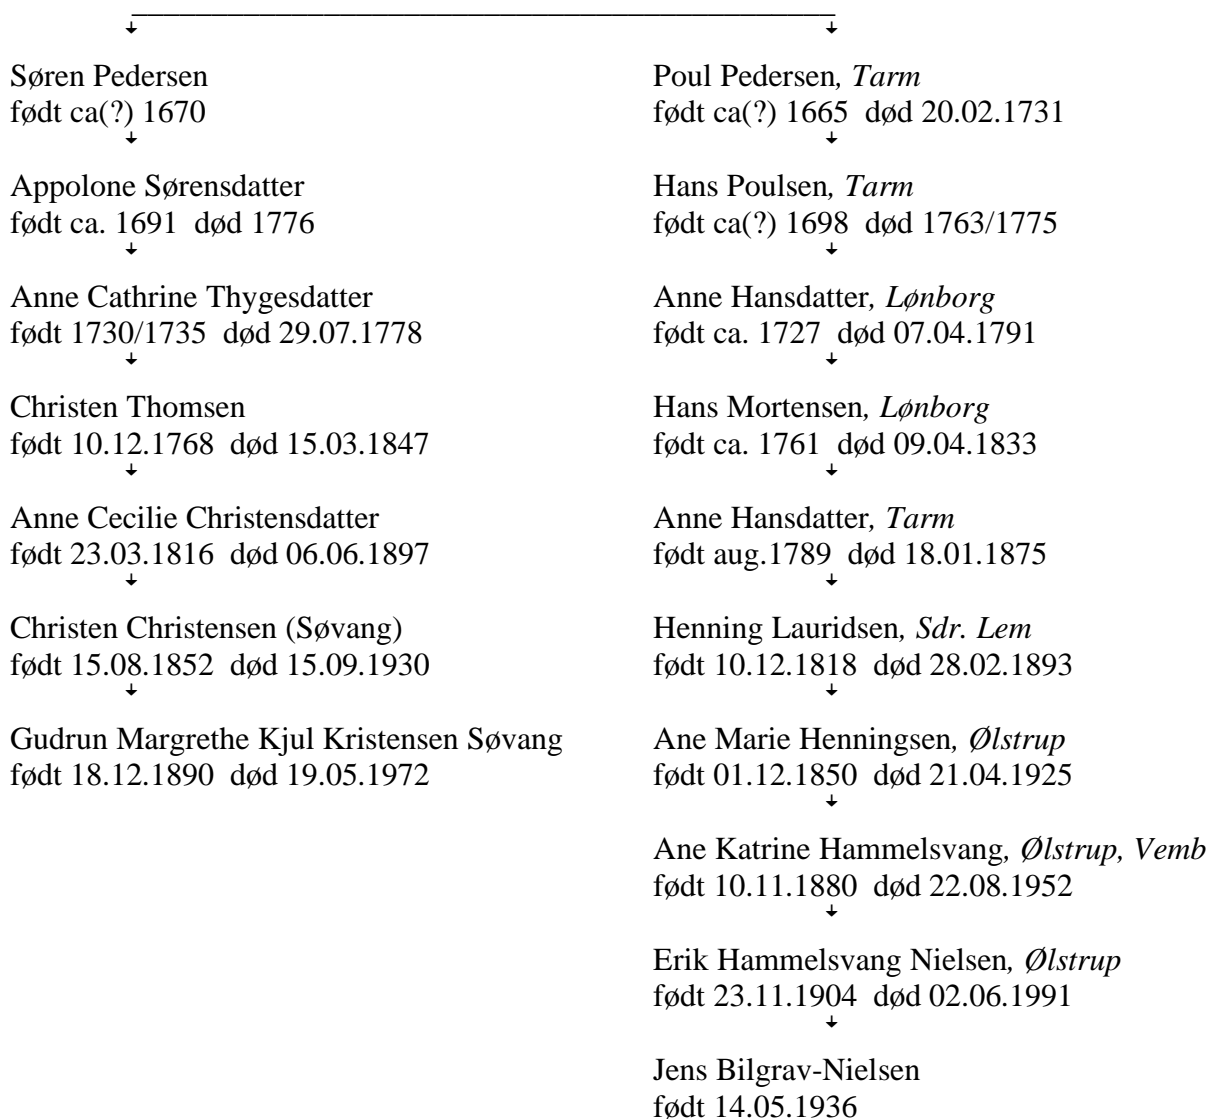 Søren Pedersen
født ca(?) 1670
Appolone Sørensdatter
født ca. 1691  død 1776
Anne Cathrine Thygesdatter
født 1730/1735  død 29.07.1778
Christen Thomsen
født 10.12.1768  død 15.03.1847
Anne Cecilie Christensdatter
født 23.03.1816  død 06.06.1897
Christen Christensen (Søvang)
født 15.08.1852  død 15.09.1930
Gudrun Margrethe Kjul Kristensen Søvang
født 18.12.1890  død 19.05.1972
Poul Pedersen, Tarm
født ca(?) 1665  død 20.02.1731
Hans Poulsen, Tarm
født ca(?) 1698  død 1763/1775
Anne Hansdatter, Lønborg
født ca. 1727  død 07.04.1791
Hans Mortensen, Lønborg
født ca. 1761  død 09.04.1833
Anne Hansdatter, Tarm
født aug.1789  død 18.01.1875
Henning Lauridsen, Sdr. Lem
født 10.12.1818  død 28.02.1893
Ane Marie Henningsen, Ølstrup
født 01.12.1850  død 21.04.1925
Ane Katrine Hammelsvang, Ølstrup, Vemb
født 10.11.1880  død 22.08.1952
Erik Hammelsvang Nielsen, Ølstrup
født 23.11.1904  død 02.06.1991
Jens Bilgrav-Nielsen
født 14.05.1936